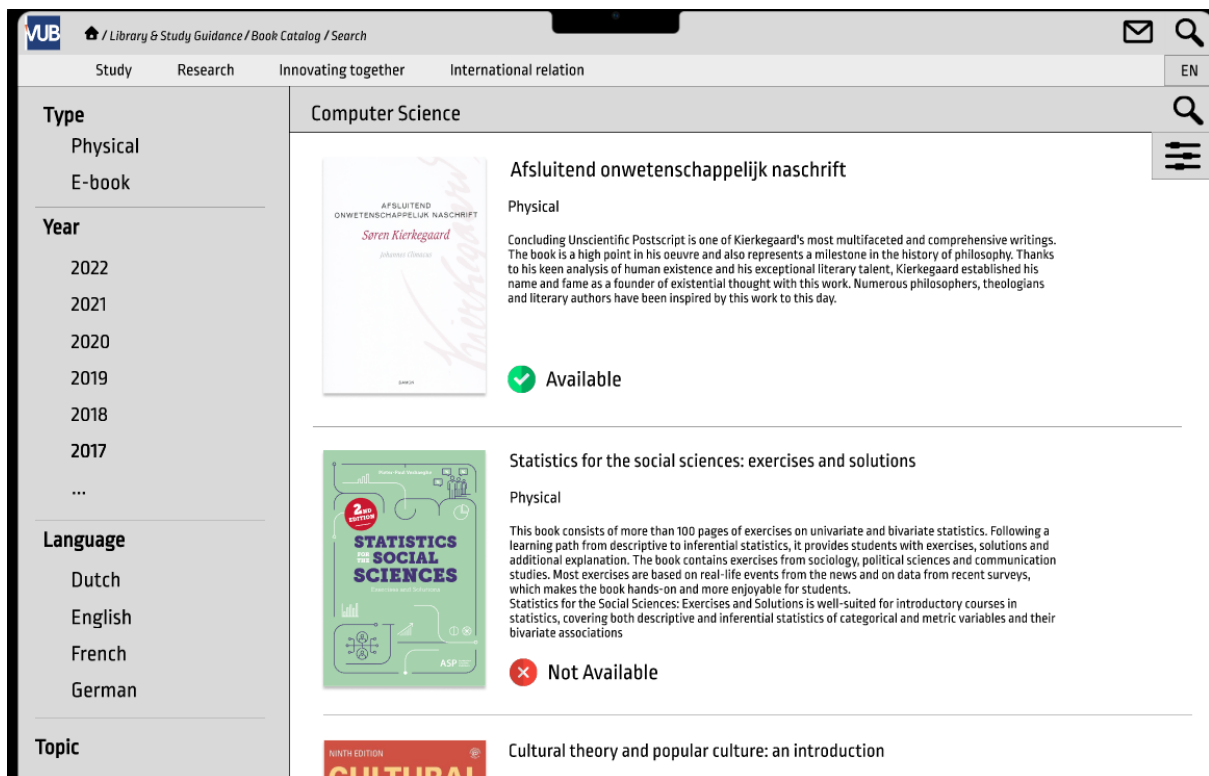 VUB
/ Library & Study Guidance / Book Catalog / Search
Study Research Innovating together International relation
EN
Type
Physical
E-book
Year
2022
2021
2020
2019
2018
2017
...
Language
Dutch
English
French
German
Topic
Computer Science
AFSLUITEND
ONWETENSCHAPPELIJK NASCHRIFT
Søren Kierkegaard
Johannes Climacus
Kierkegaard
DAMON
Afsluitend onwetenschappelijk naschrift
Physical
Concluding Unscientific Postscript is one of Kierkegaard's most multifaceted and comprehensive writings.
The book is a high point in his oeuvre and also represents a milestone in the history of philosophy. Thanks
to his keen analysis of human existence and his exceptional literary talent, Kierkegaard established his
name and fame as a founder of existential thought with this work. Numerous philosophers, theologians
and literary authors have been inspired by this work to this day.
Available
Pieter-Paul Verhaeghe
2ND
EDITION
STATISTICS
FOR THE SOCIAL
SCIENCES
Exercises and Solutions
ASP
Statistics for the social sciences: exercises and solutions
Physical
This book consists of more than 100 pages of exercises on univariate and bivariate statistics. Following a
learning path from descriptive to inferential statistics, it provides students with exercises, solutions and
additional explanation. The book contains exercises from sociology, political sciences and communication
studies. Most exercises are based on real-life events from the news and on data from recent surveys,
which makes the book hands-on and more enjoyable for students.
Statistics for the Social Sciences: Exercises and Solutions is well-suited for introductory courses in
statistics, covering both descriptive and inferential statistics of categorical and metric variables and their
bivariate associations
Not Available
NINTH EDITION
CULTURAL
Cultural theory and popular culture: an introduction